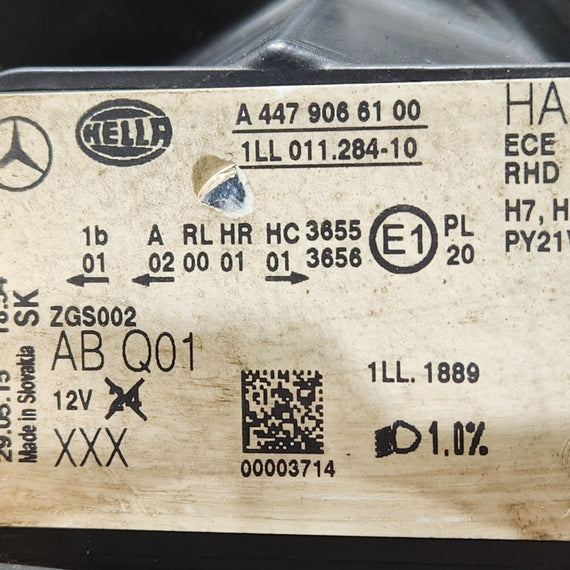 HELLA
A 447 906 61 00
1LL 011.284-10
HA
ECE
RHD
H7, H
PY21W
1b A RL HR HC 3655
01 02 00 01 01 3656
E1
PL
20
ZGS002
AB Q01
12V 24
XXX
00003714
1LL. 1889
1.0%
Made in Slovakia
SK